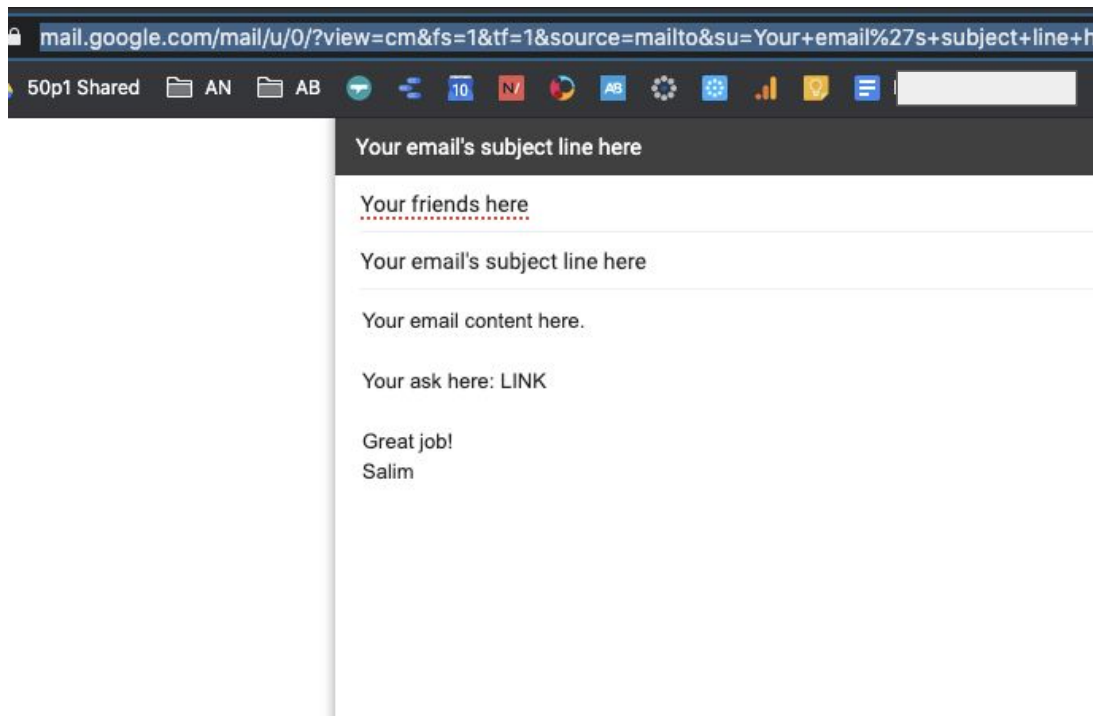 mail.google.com/mail/u/0/?view=cm&fs=1&tf=1&source=mailto&su=Your+email%27s+subject+line+h
50p1 Shared AN AB 10 N/ AB
Your email's subject line here
Your friends here
Your email's subject line here
Your email content here.
Your ask here: LINK
Great job!
Salim